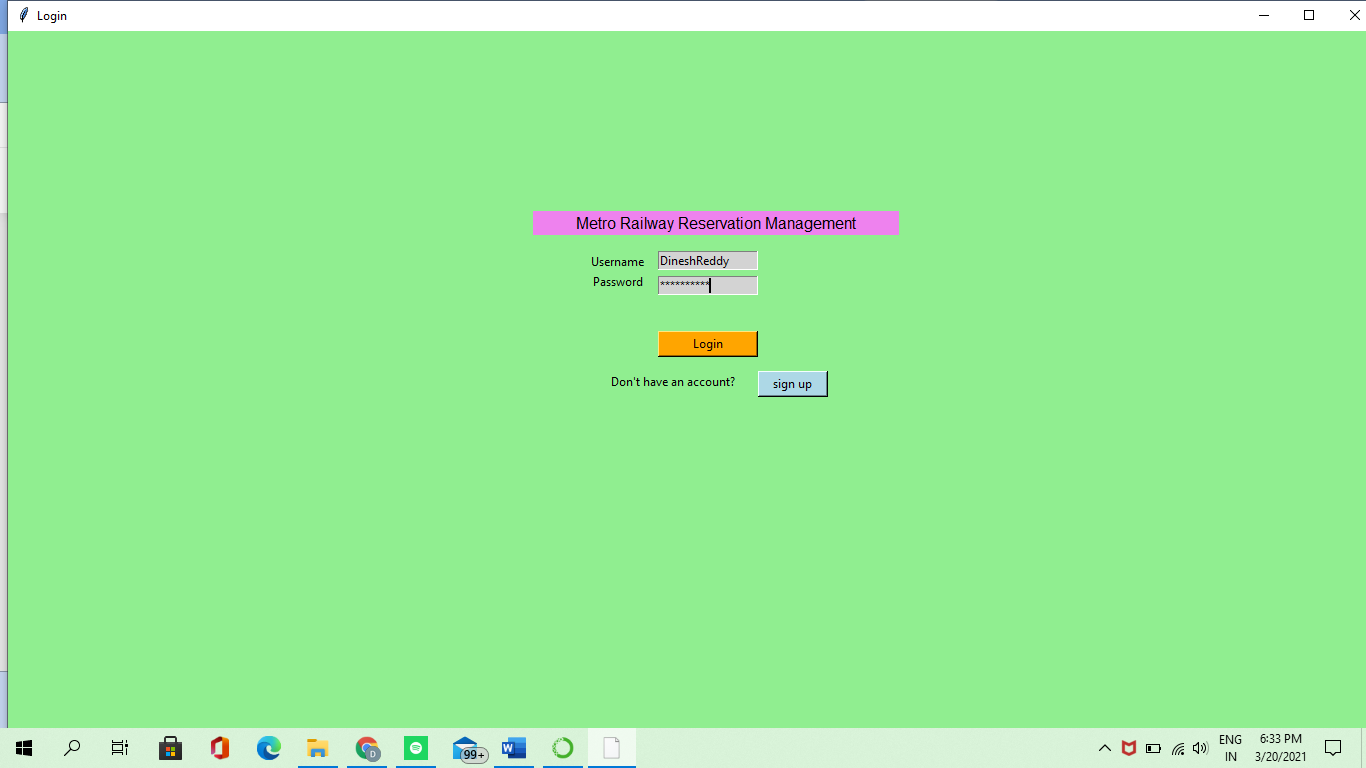 Login
Metro Railway Reservation Management
Username DineshReddy
Password **********
Login
Don't have an account? sign up
D
99+
W
ENG
IN
6:33 PM
3/20/2021